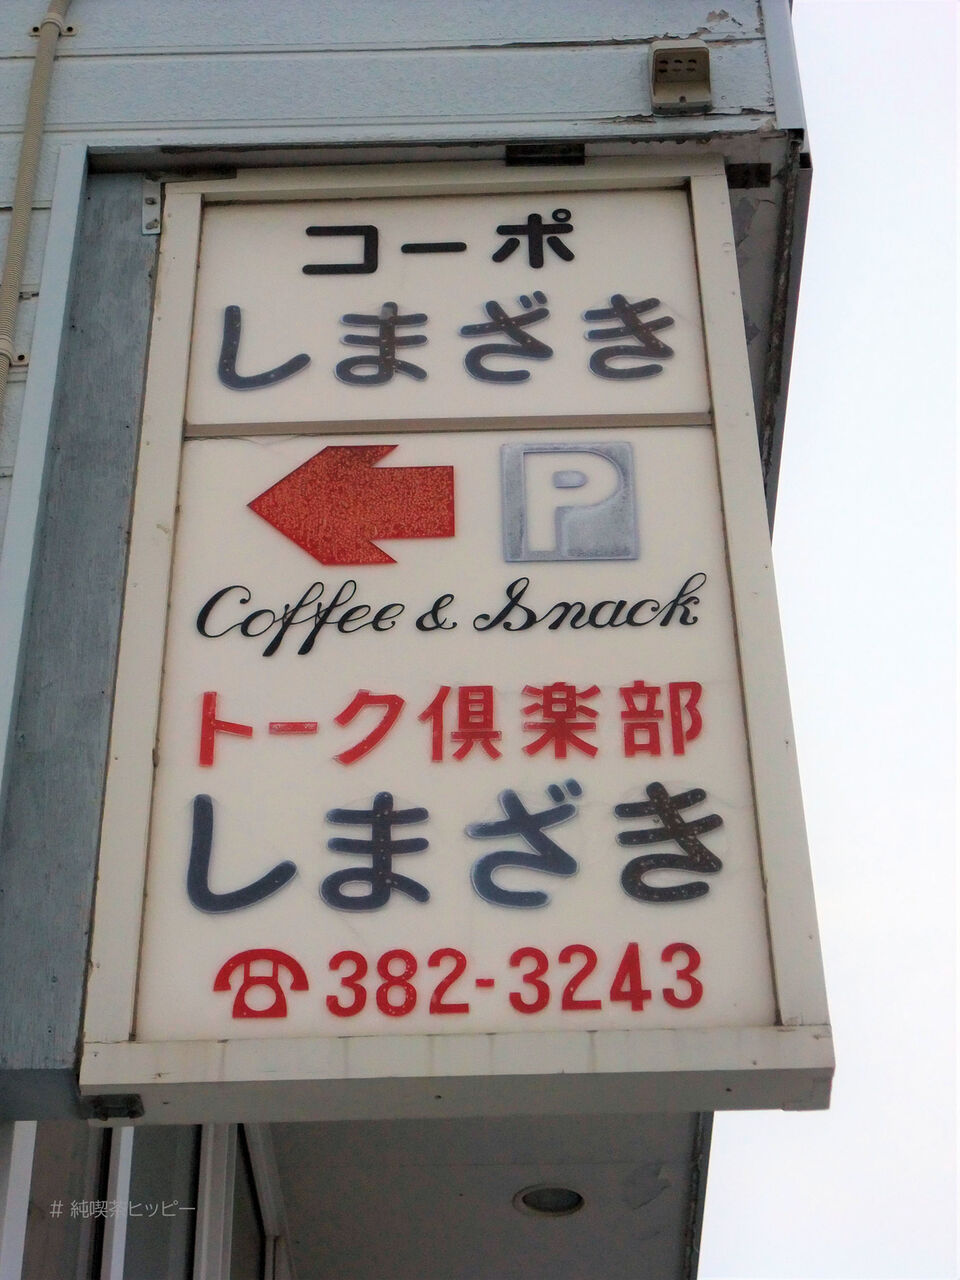 コーポ
しまざき
P
Coffee & Snack
トーク倶楽部
しまざき
382-3243
# 純喫茶ヒッピー